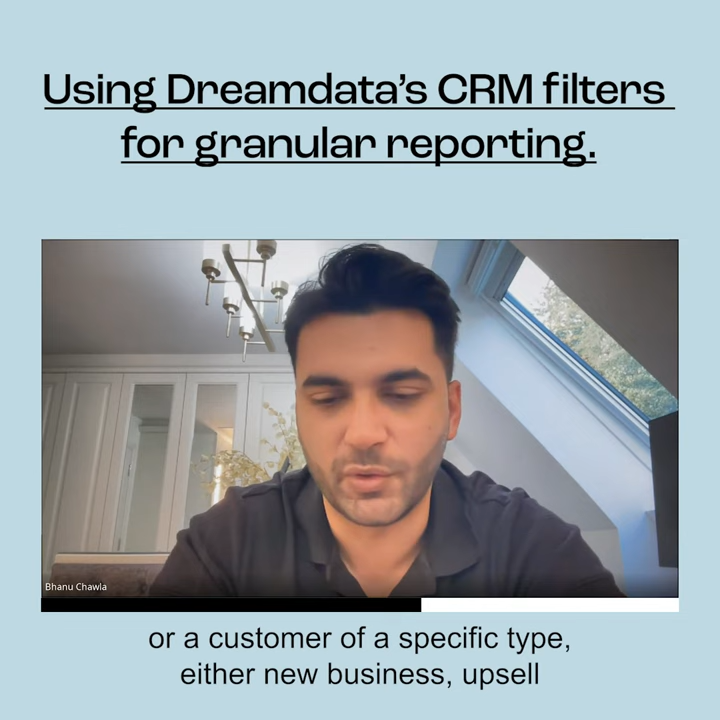 Using Dreamdata’s CRM filters
for granular reporting.
Bhanu Chawla
or a customer of a specific type,
either new business, upsell